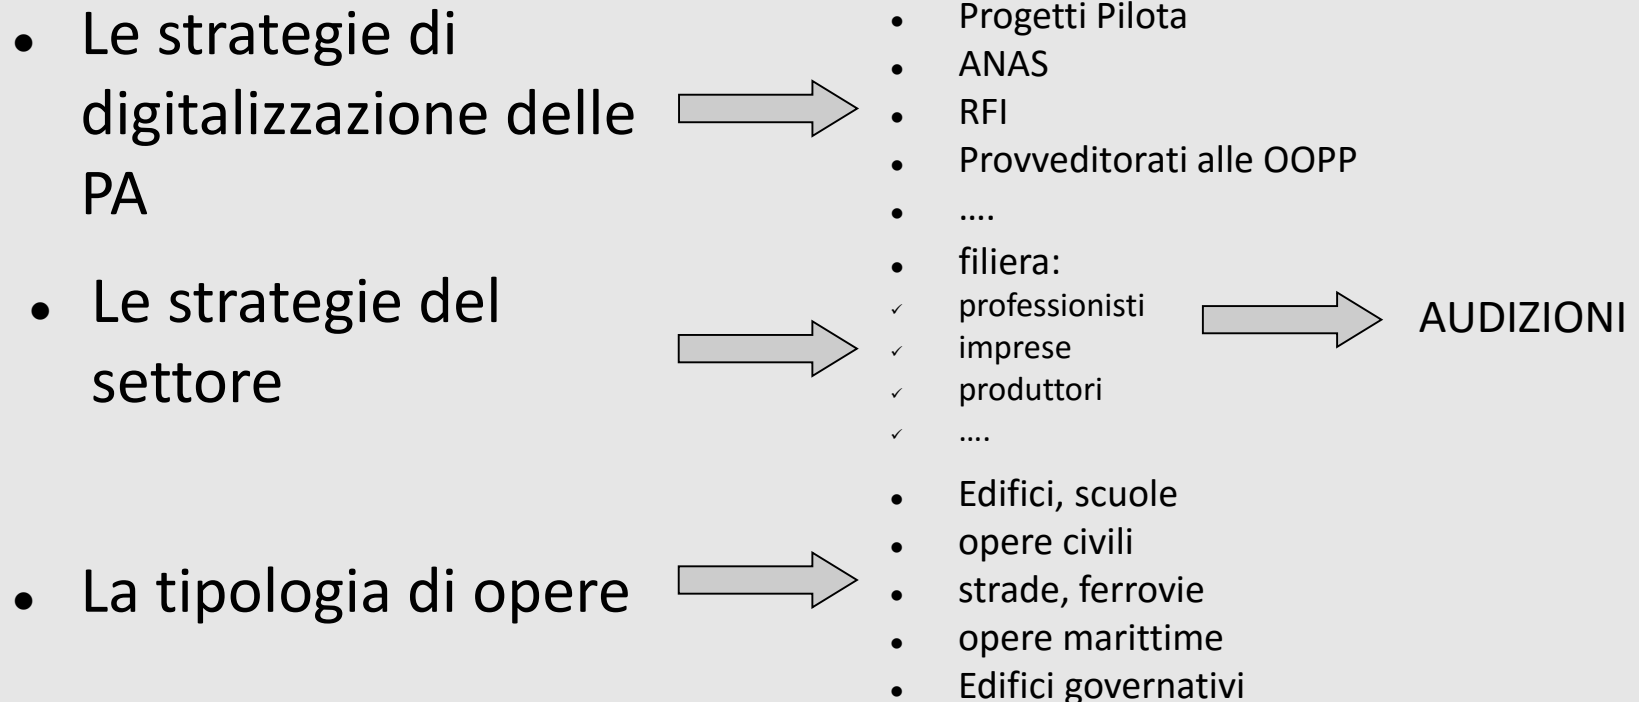 ● Le strategie di
digitalizzazione delle
PA
● Progetti Pilota
● ANAS
● RFI
● Provveditorati alle OOPP
● ....
● Le strategie del
settore
● filiera:
✓ professionisti
✓ imprese
✓ produttori
✓ ....
AUDIZIONI
● La tipologia di opere
● Edifici, scuole
● opere civili
● strade, ferrovie
● opere marittime
● Edifici governativi